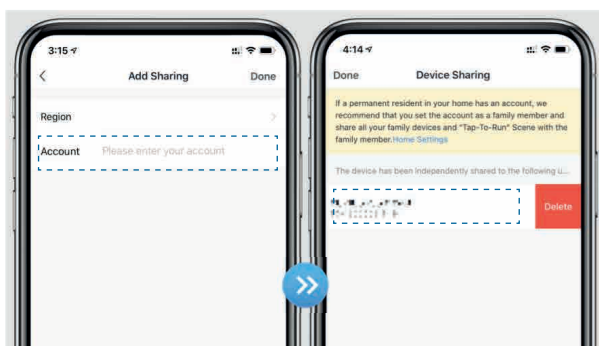 3:15
Add Sharing
Done
Region
Account Please enter your account
4:14
Done
Device Sharing
If a permanent resident in your home has an account, we
recommend that you set the account as a family member and
share all your family devices and "Tap-To-Run" Scene with the
family member.Home Settings
The device has been independently shared to the following u...
Delete